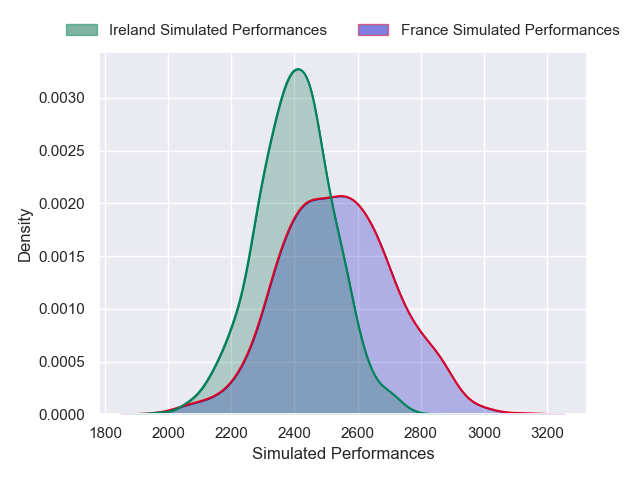 Ireland Simulated Performances France Simulated Performances
0.0030
0.0025
0.0020
0.0015
0.0010
0.0005
0.0000
Density
1800 2000 2200 2400 2600 2800 3000 3200
Simulated Performances